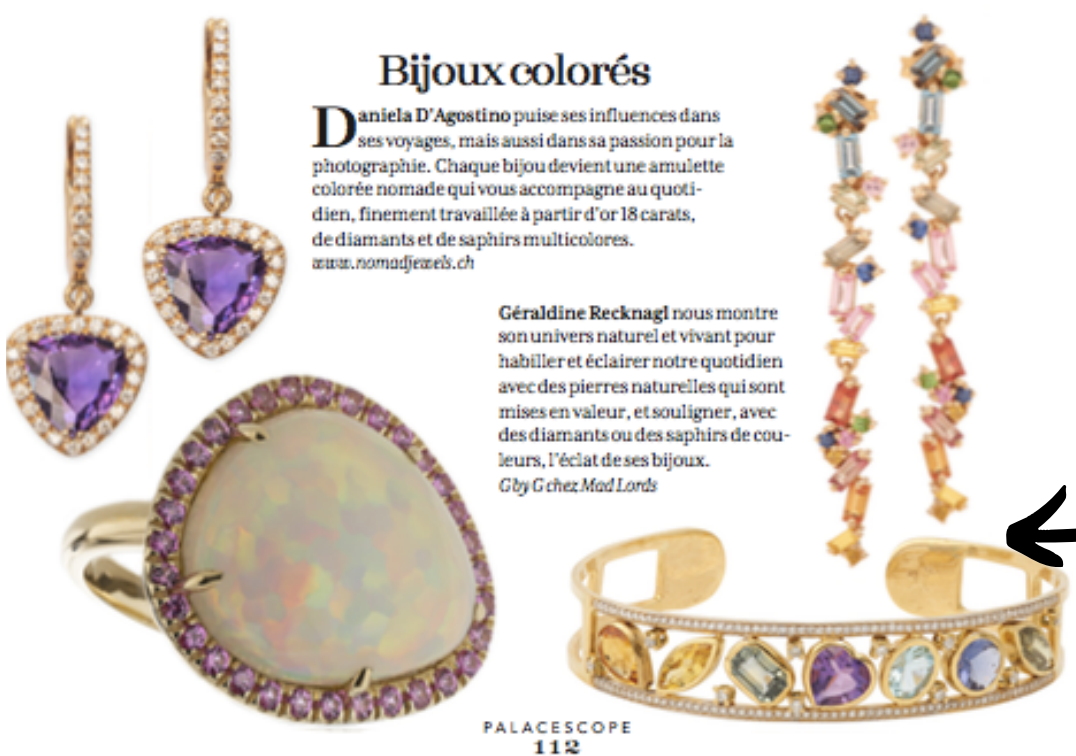 Bijoux colorés
Daniela D'Agostino puise ses influences dans
ses voyages, mais aussi dans sa passion pour la
photographie. Chaque bijou devient une amulette
colorée nomade qui vous accompagne au quoti-
dien, finement travaillée à partir d'or 18 carats,
de diamants et de saphirs multicolores.
www.nomadjewels.ch
Géraldine Recknagl nous montre
son univers naturel et vivant pour
habiller et éclairer notre quotidien
avec des pierres naturelles qui sont
mises en valeur, et souligner, avec
des diamants ou des saphirs de cou-
leurs, l'éclat de ses bijoux.
G by G chez Mad Lords
PALACESCOPE
112